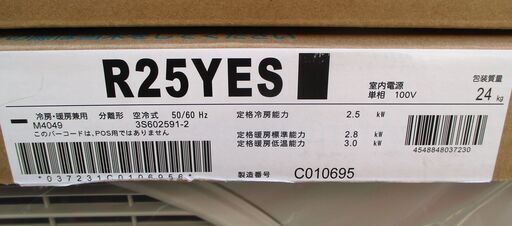 R25YES
室内電源
単相 100V
包装質量
24 kg
冷房・暖房兼用 分離形 空冷式 50/60 Hz
M4049 3S602591-2
このバーコードは、POS用ではありません
定格冷房能力 2.5 kW
定格暖房標準能力 2.8 kW
定格暖房低温能力 3.0 kW
4548848037230
*037231C0106958*
製造番号 C010695